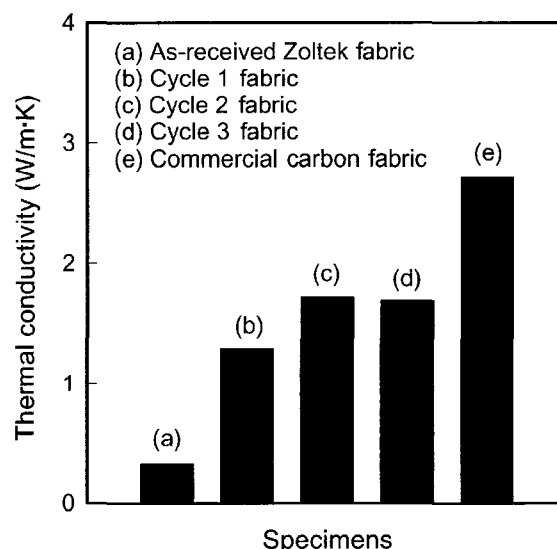 4
(a) As-received Zoltek fabric
(b) Cycle 1 fabric
(c) Cycle 2 fabric
(d) Cycle 3 fabric
(e) Commercial carbon fabric
3
2
1
0
Thermal conductivity (W/m·K)
(a)
(b)
(c)
(d)
(e)
Specimens